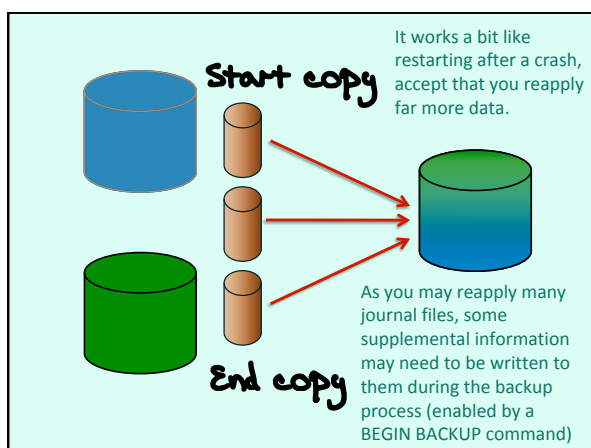 Start copy
It works a bit like
restarting after a crash,
accept that you reapply
far more data.
As you may reapply many
journal files, some
supplemental information
may need to be written to
them during the backup
process (enabled by a
BEGIN BACKUP command)
End copy